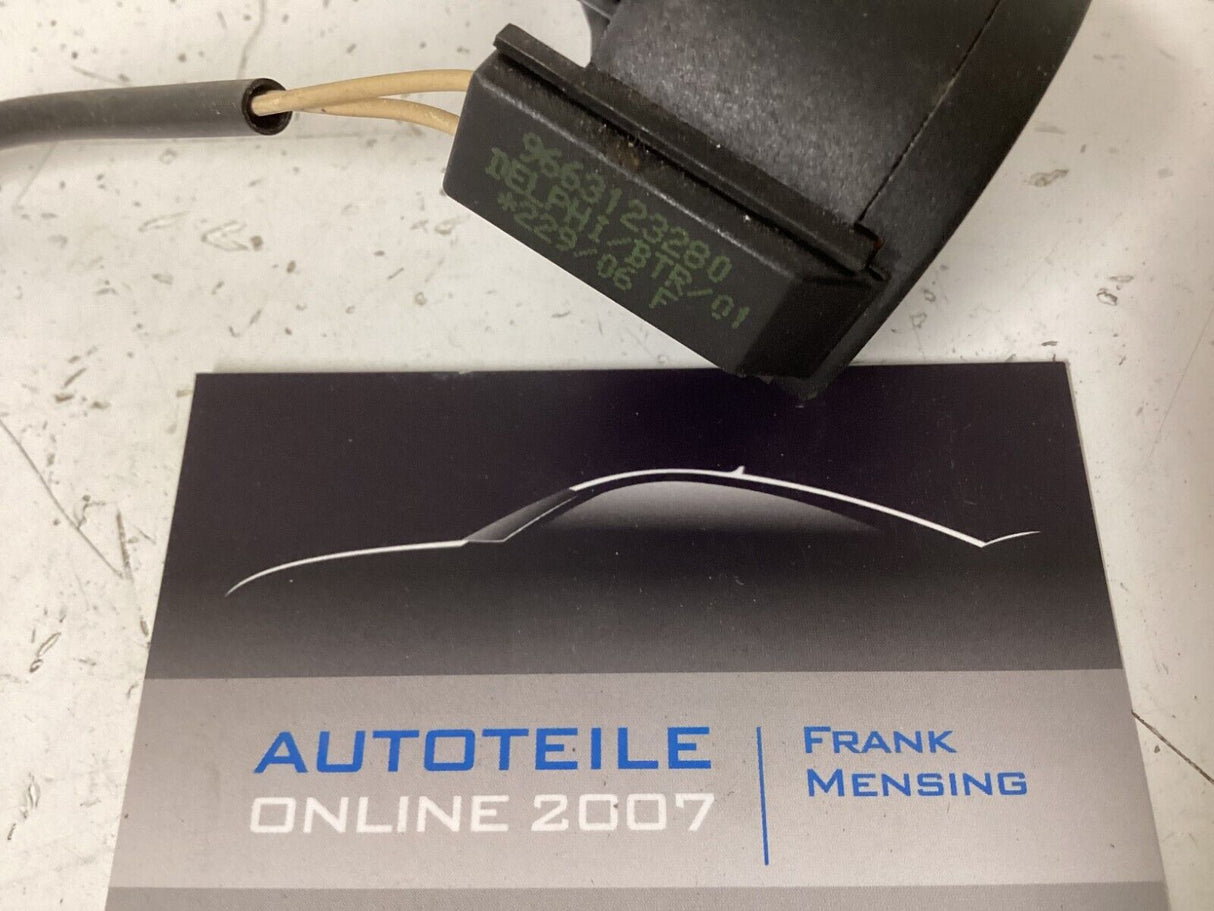 9663123280
DELPHI/BTR/01
*229/06 F
AUTOTEILE
ONLINE 2007
FRANK
MENSING